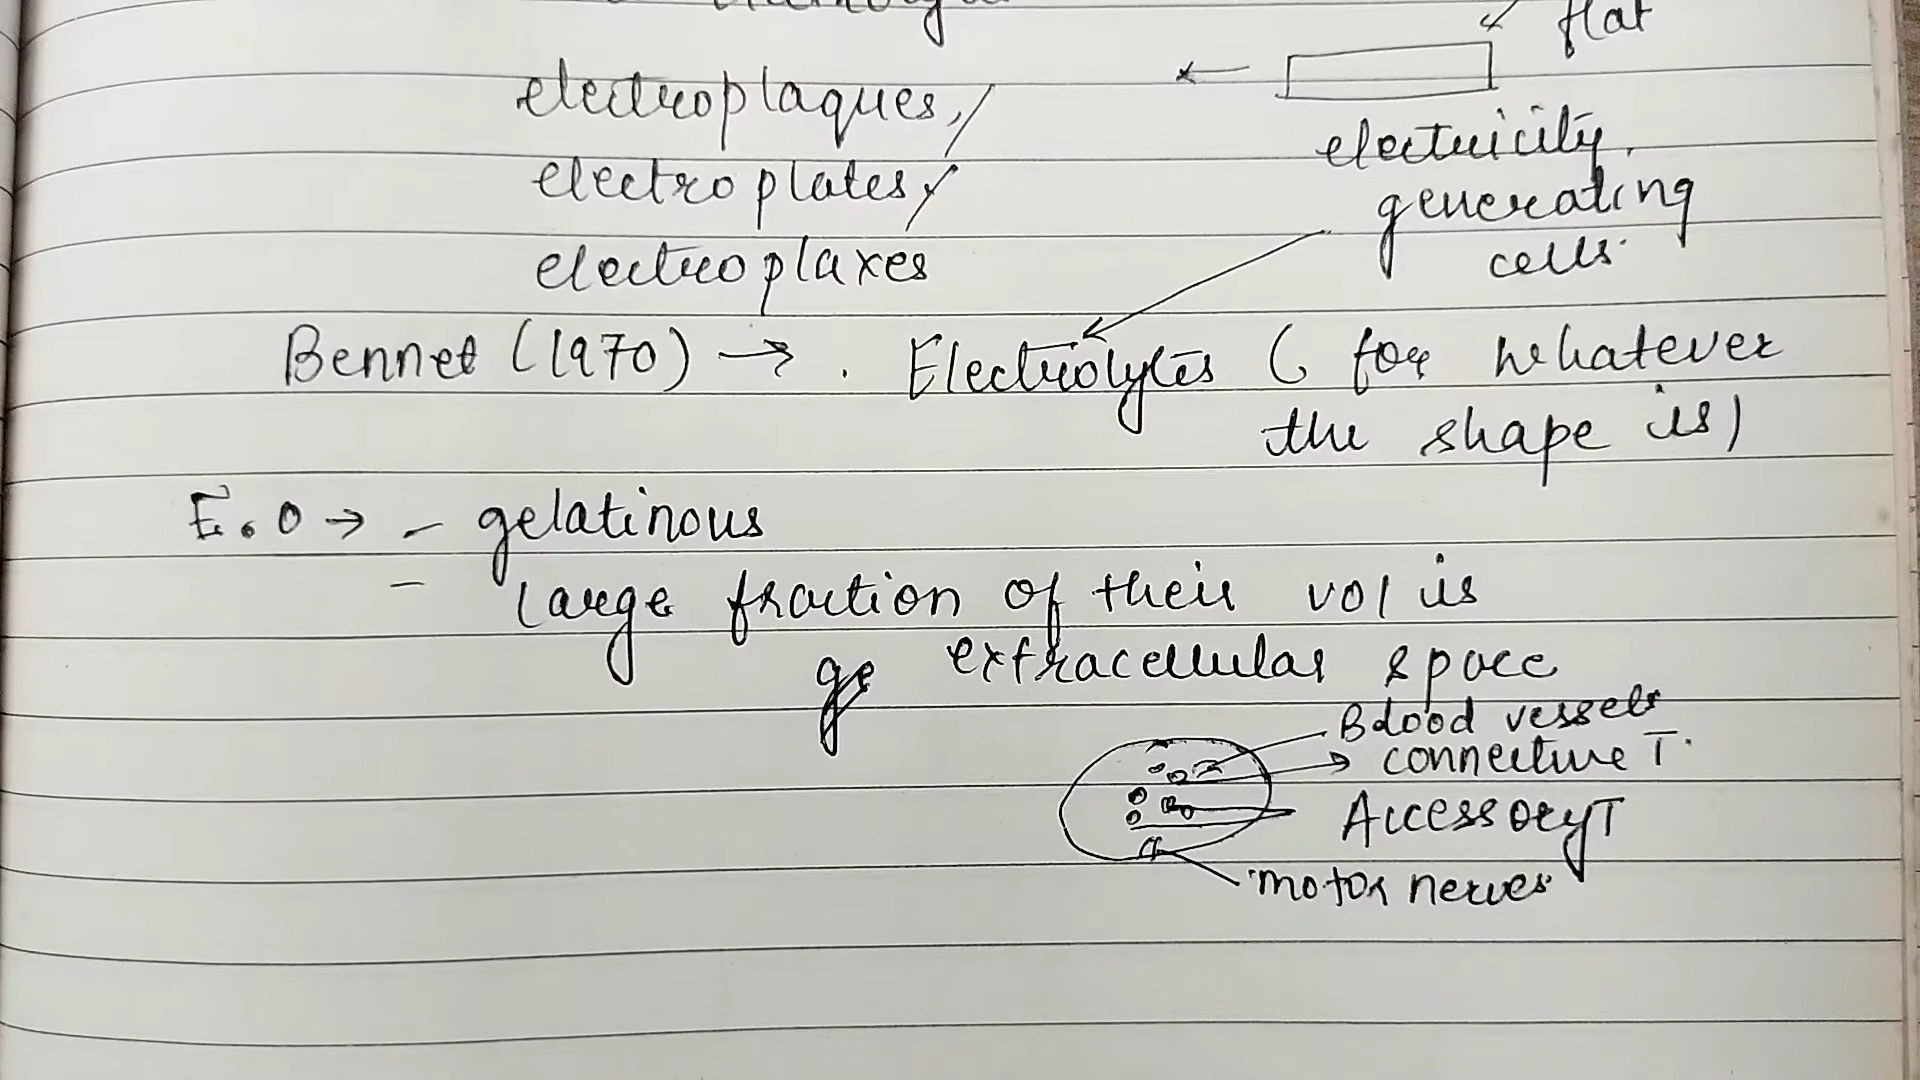 flat
electroplaques,/
electroplates,/
electroplaxes
electricity.
generating
cells.
Bennet (1970) → . Electrolytes ( for whatever
the shape is)
E.O → - gelatinous
- Large fraction of their vol is
extracellular space
Blood vessels
connective T.
Accessory T
motor nerves